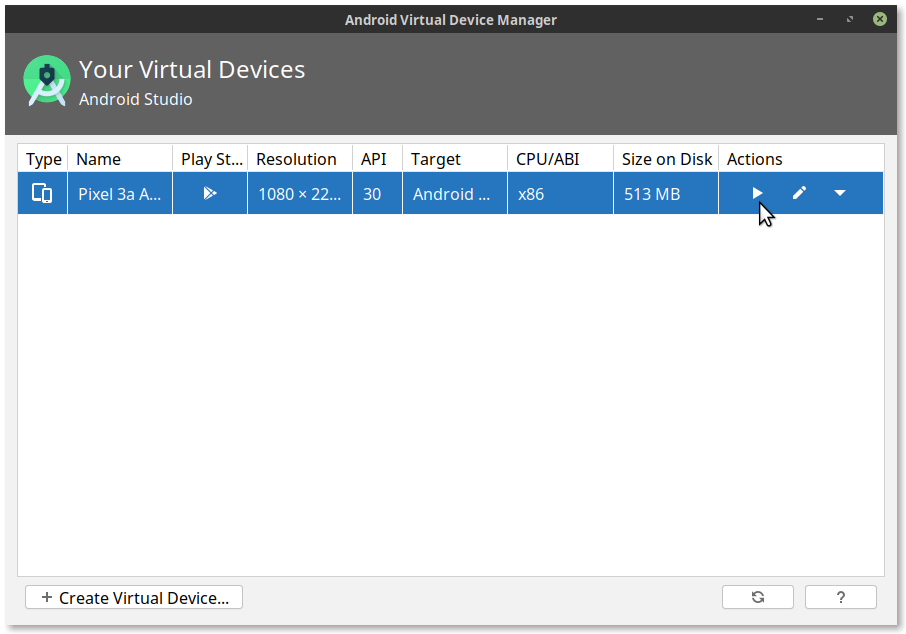 Android Virtual Device Manager
Your Virtual Devices
Android Studio
Type Name Play St... Resolution API Target CPU/ABI Size on Disk Actions
Pixel 3a A... 1080 × 22... 30 Android ... x86 513 MB
+ Create Virtual Device...
?